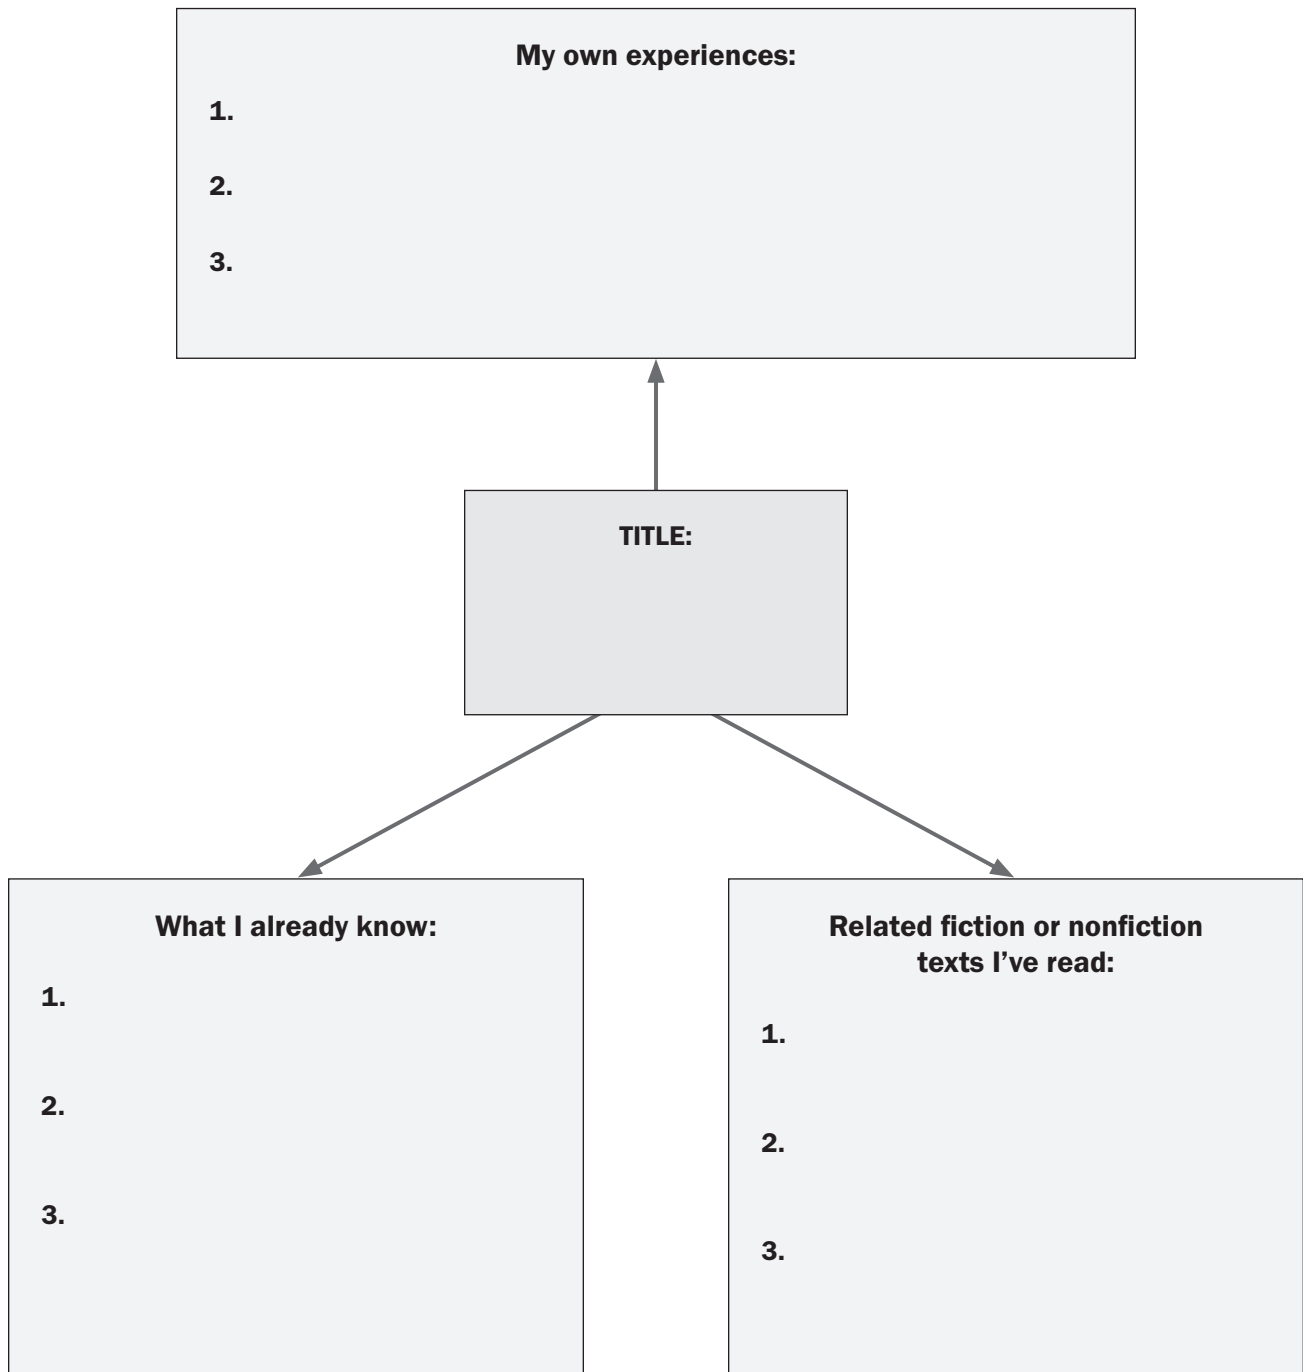 My own experiences:
1.
2.
3.
TITLE:
What I already know:
1.
2.
3.
Related fiction or nonfiction
texts I've read:
1.
2.
3.